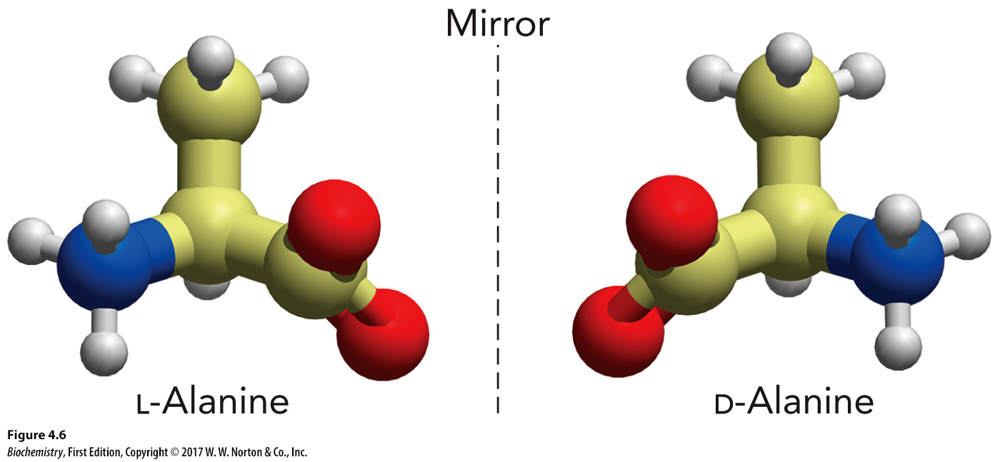 Mirror
L-Alanine
D-Alanine
Figure 4.6
Biochemistry, First Edition, Copyright © 2017 W. W. Norton & Co., Inc.